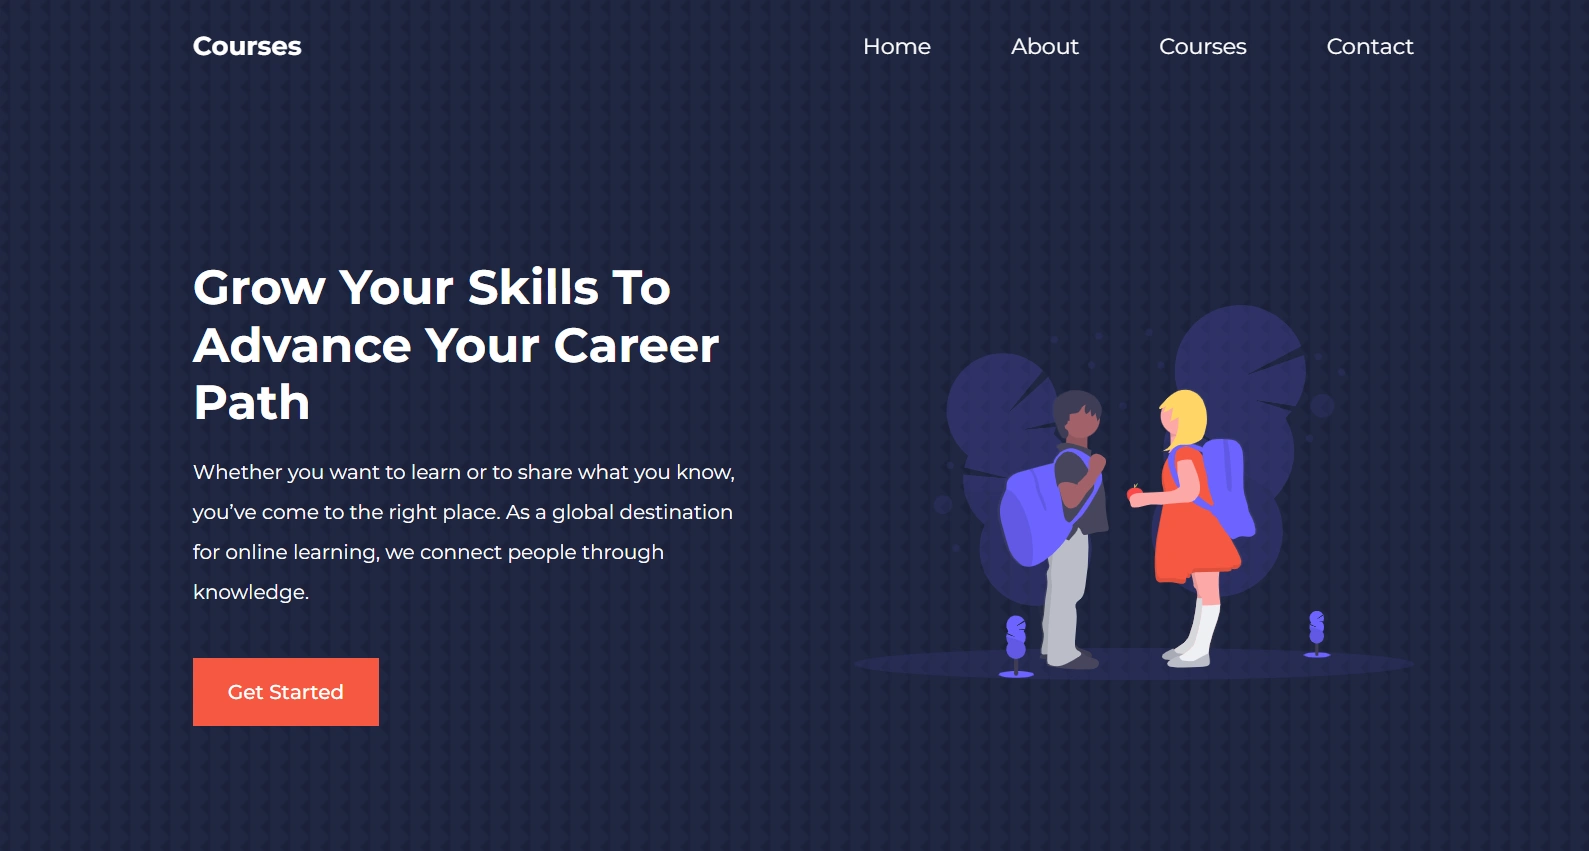 Courses
Home
About
Courses
Contact
Grow Your Skills To
Advance Your Career
Path
Whether you want to learn or to share what you know,
you’ve come to the right place. As a global destination
for online learning, we connect people through
knowledge.
Get Started